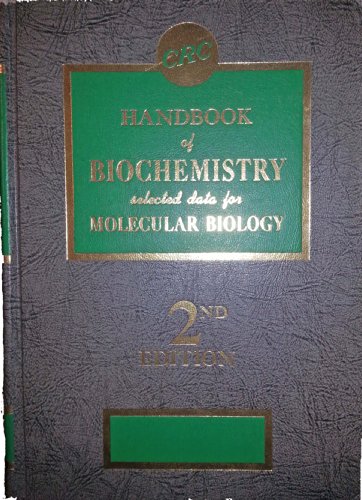 CRC
HANDBOOK
of
BIOCHEMISTRY
selected data for
MOLECULAR BIOLOGY
2ND
EDITION